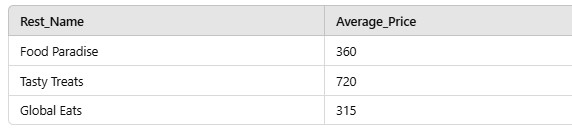 Rest_Name Average_Price
Food Paradise 360
Tasty Treats 720
Global Eats 315